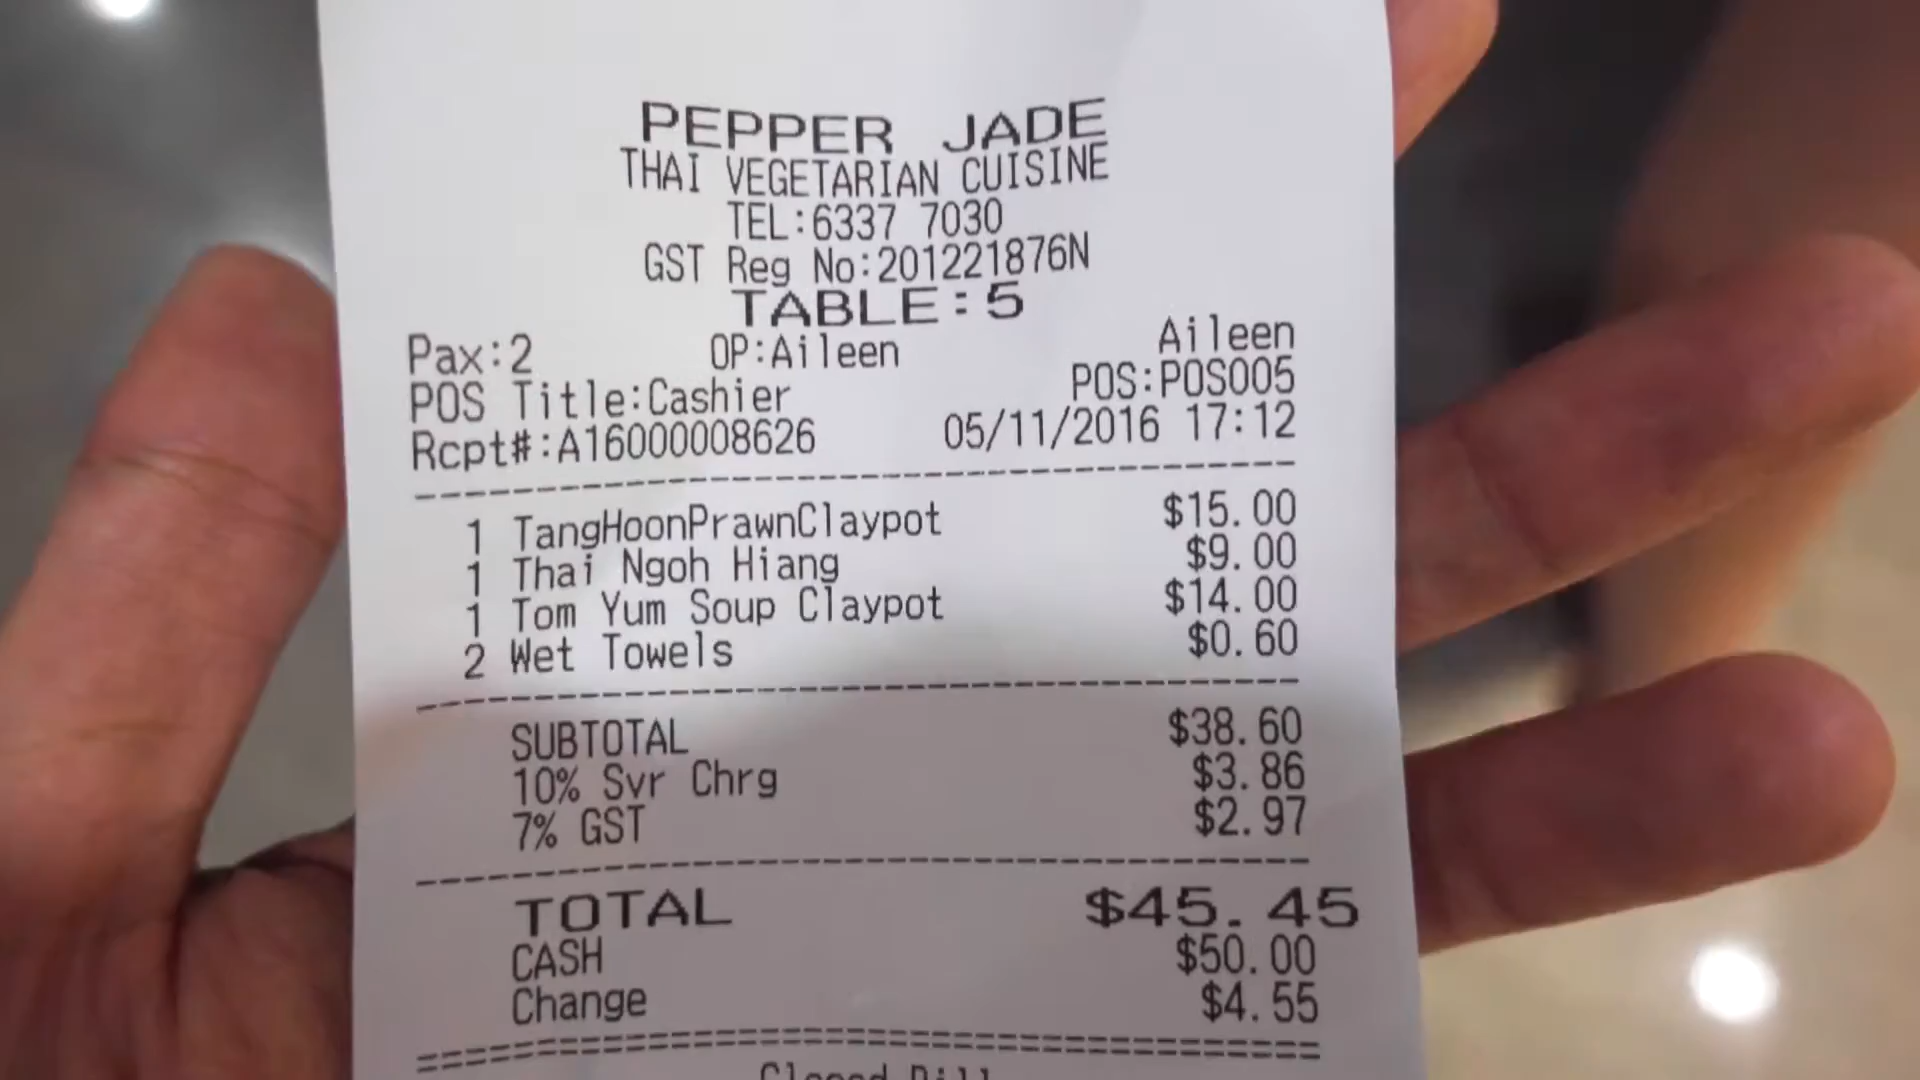 PEPPER JADE
THAI VEGETARIAN CUISINE
TEL:6337 7030
GST Reg No:201221876N
TABLE:5
Pax:2 OP:Aileen Aileen
POS Title:Cashier POS:POS005
Rcpt#:A16000008626 05/11/2016 17:12
1 TangHoonPrawnClaypot $15.00
1 Thai Ngoh Hiang $9.00
1 Tom Yum Soup Claypot $14.00
2 Wet Towels $0.60
SUBTOTAL $38.60
10% Svr Chrg $3.86
7% GST $2.97
TOTAL $45.45
CASH $50.00
Change $4.55
Closed Bill